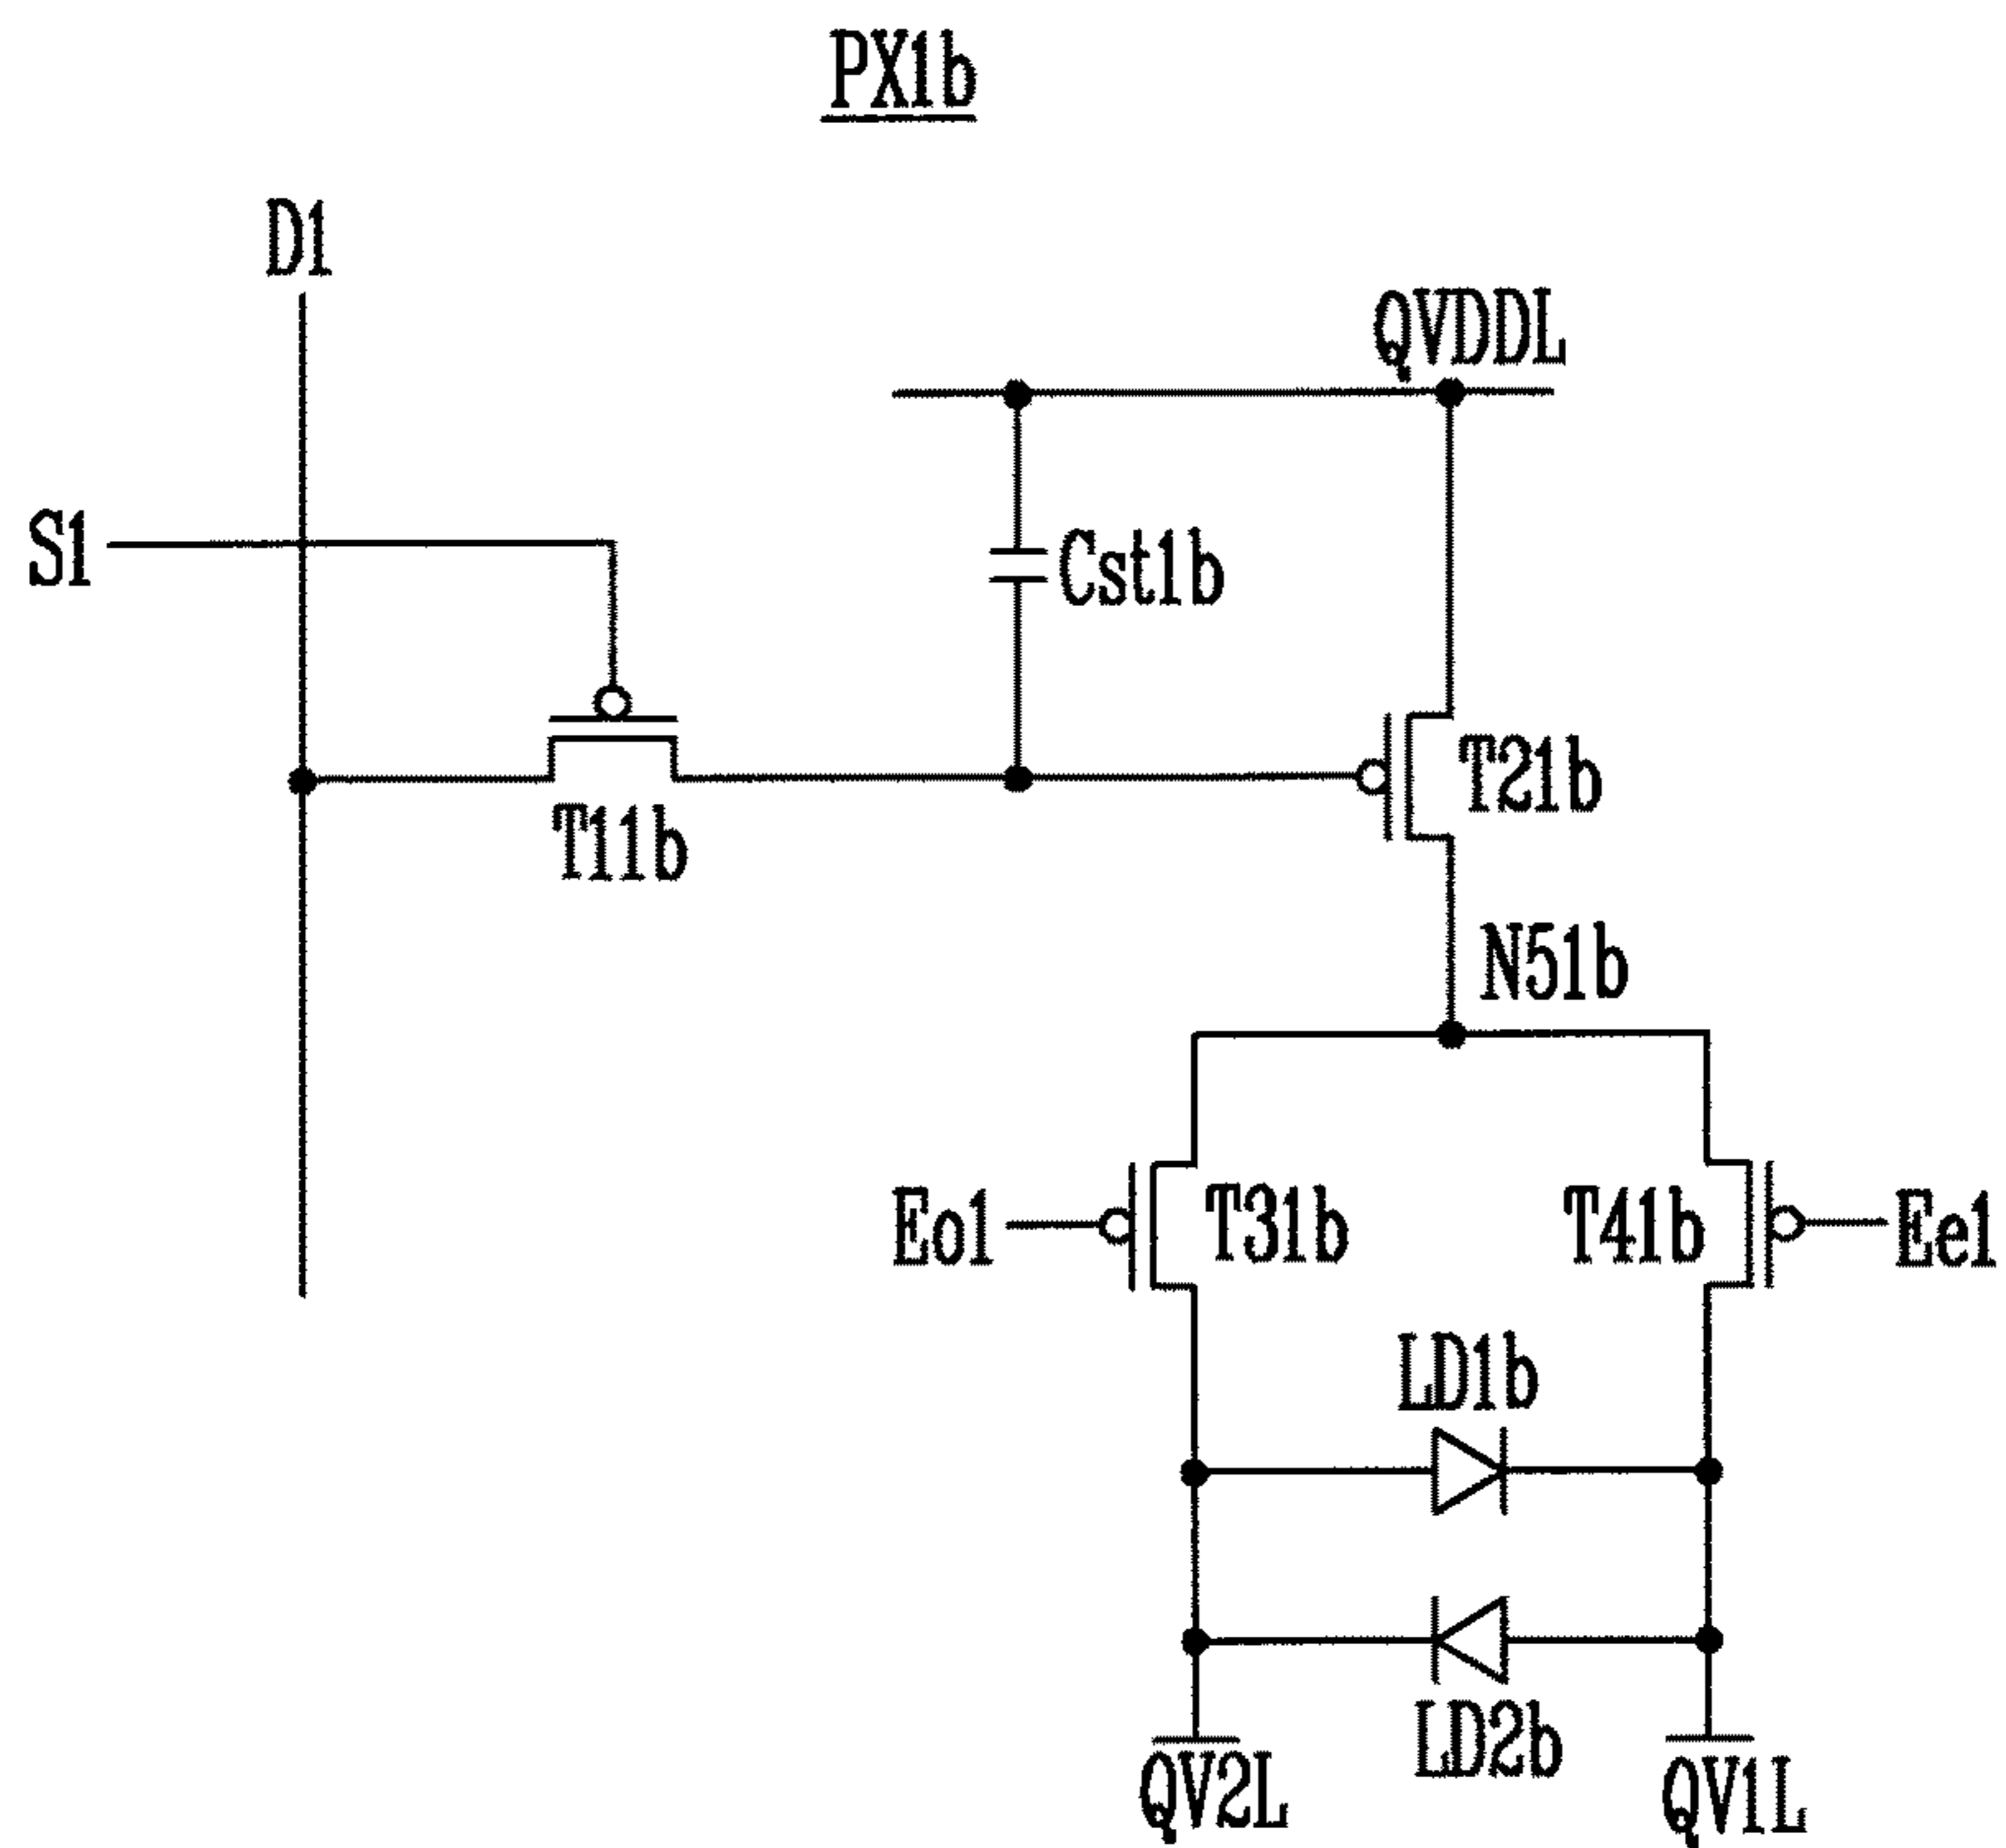 PX1b
D1
QVDDL
S1
Cst1b
T21b
T11b
N51b
Eo1
T31b
T41b
Ee1
LD1b
LD2b
QV2L
QV1L